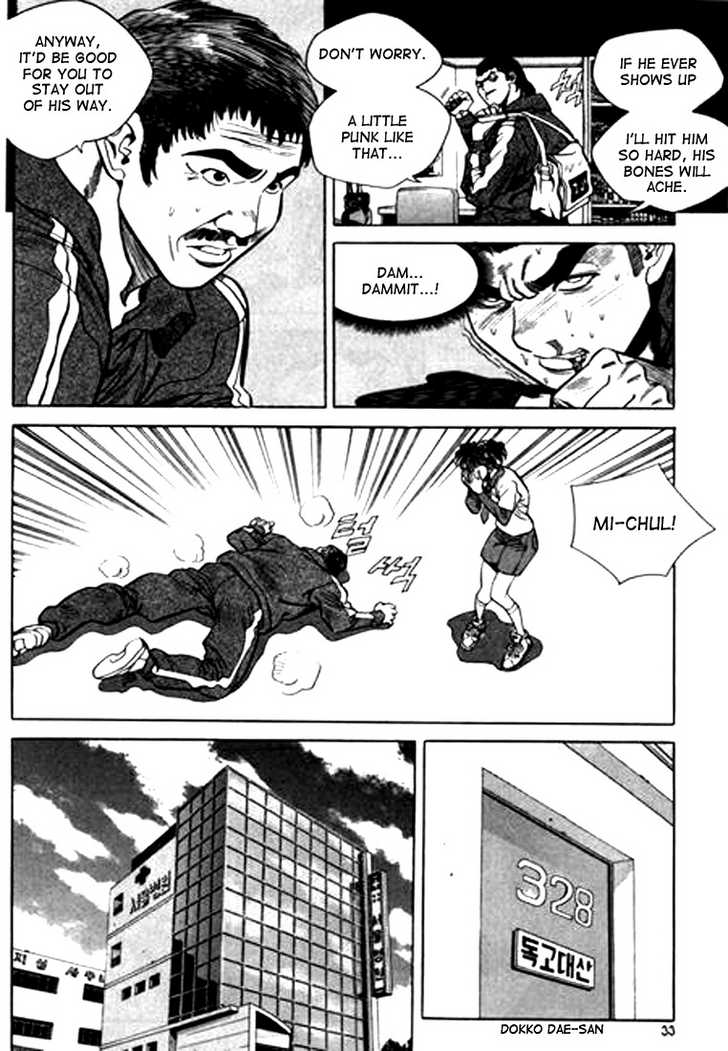 ANYWAY,
IT'D BE GOOD
FOR YOU TO
STAY OUT
OF HIS WAY.
DON'T WORRY.
A LITTLE
PUNK LIKE
THAT...
IF HE EVER
SHOWS UP
I'LL HIT HIM
SO HARD, HIS
BONES WILL
ACHE.
DAM...
DAMMIT...!
털
썩
MI-CHUL!
328
독고대산
DOKKO DAE-SAN
33